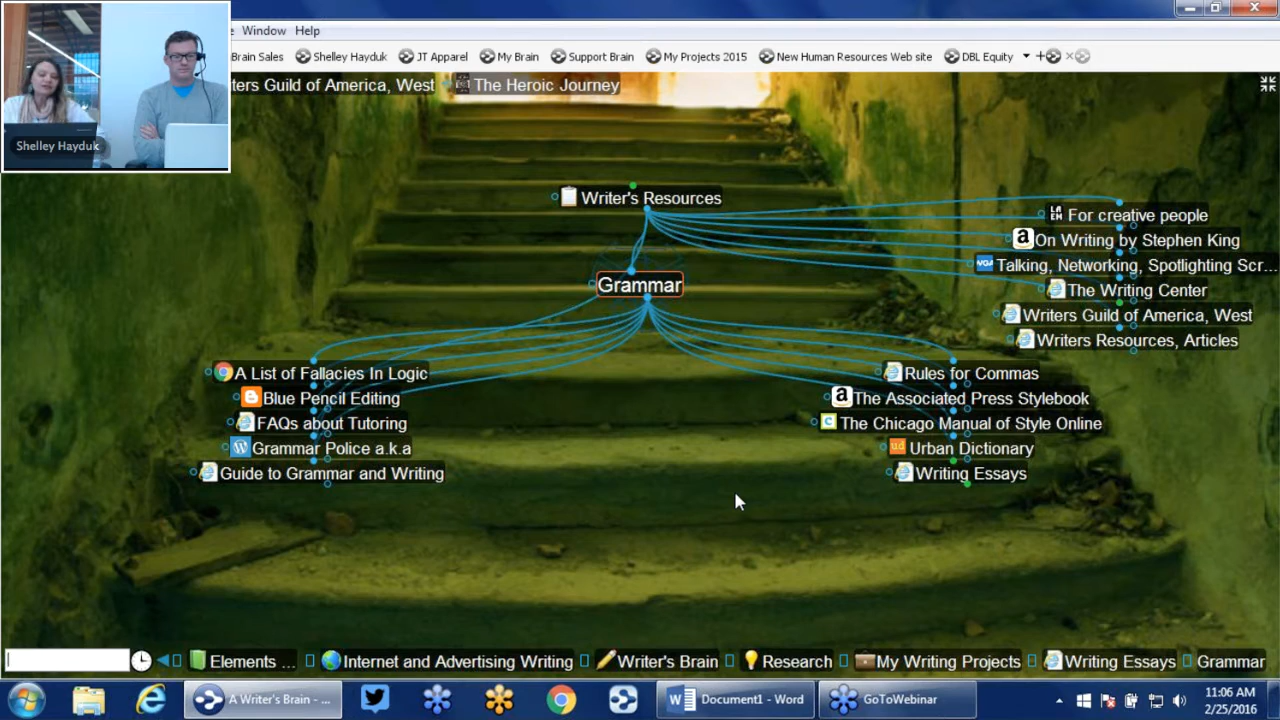 Window Help
Brain Sales Shelley Hayduk JT Apparel My Brain Support Brain My Projects 2015 New Human Resources Web site DBL Equity
ters Guild of America, West The Heroic Journey
Shelley Hayduk
Writer's Resources
For creative people
On Writing by Stephen King
Talking, Networking, Spotlighting Scr...
The Writing Center
Writers Guild of America, West
Writers Resources, Articles
Grammar
A List of Fallacies In Logic
Blue Pencil Editing
FAQs about Tutoring
Grammar Police a.k.a
Guide to Grammar and Writing
Rules for Commas
The Associated Press Stylebook
The Chicago Manual of Style Online
Urban Dictionary
Writing Essays
Elements ... Internet and Advertising Writing Writer's Brain Research My Writing Projects Writing Essays Grammar
A Writer's Brain - ... Document1 - Word GoToWebinar
11:06 AM
2/25/2016